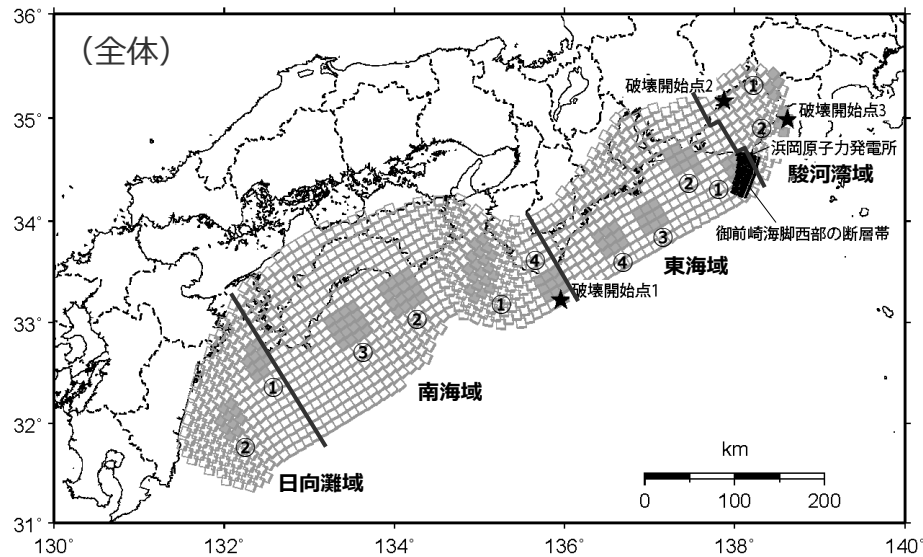 36°
35°
34°
33°
32°
31°
(全体)
破壊開始点2
①
破壊開始点3
②
浜岡原子力発電所
駿河湾域
②
①
御前崎海脚西部の断層帯
③
④
東海域
④
破壊開始点1
①
②
③
南海域
①
②
日向灘域
km
0 100 200
130 132 134 136 138 140°